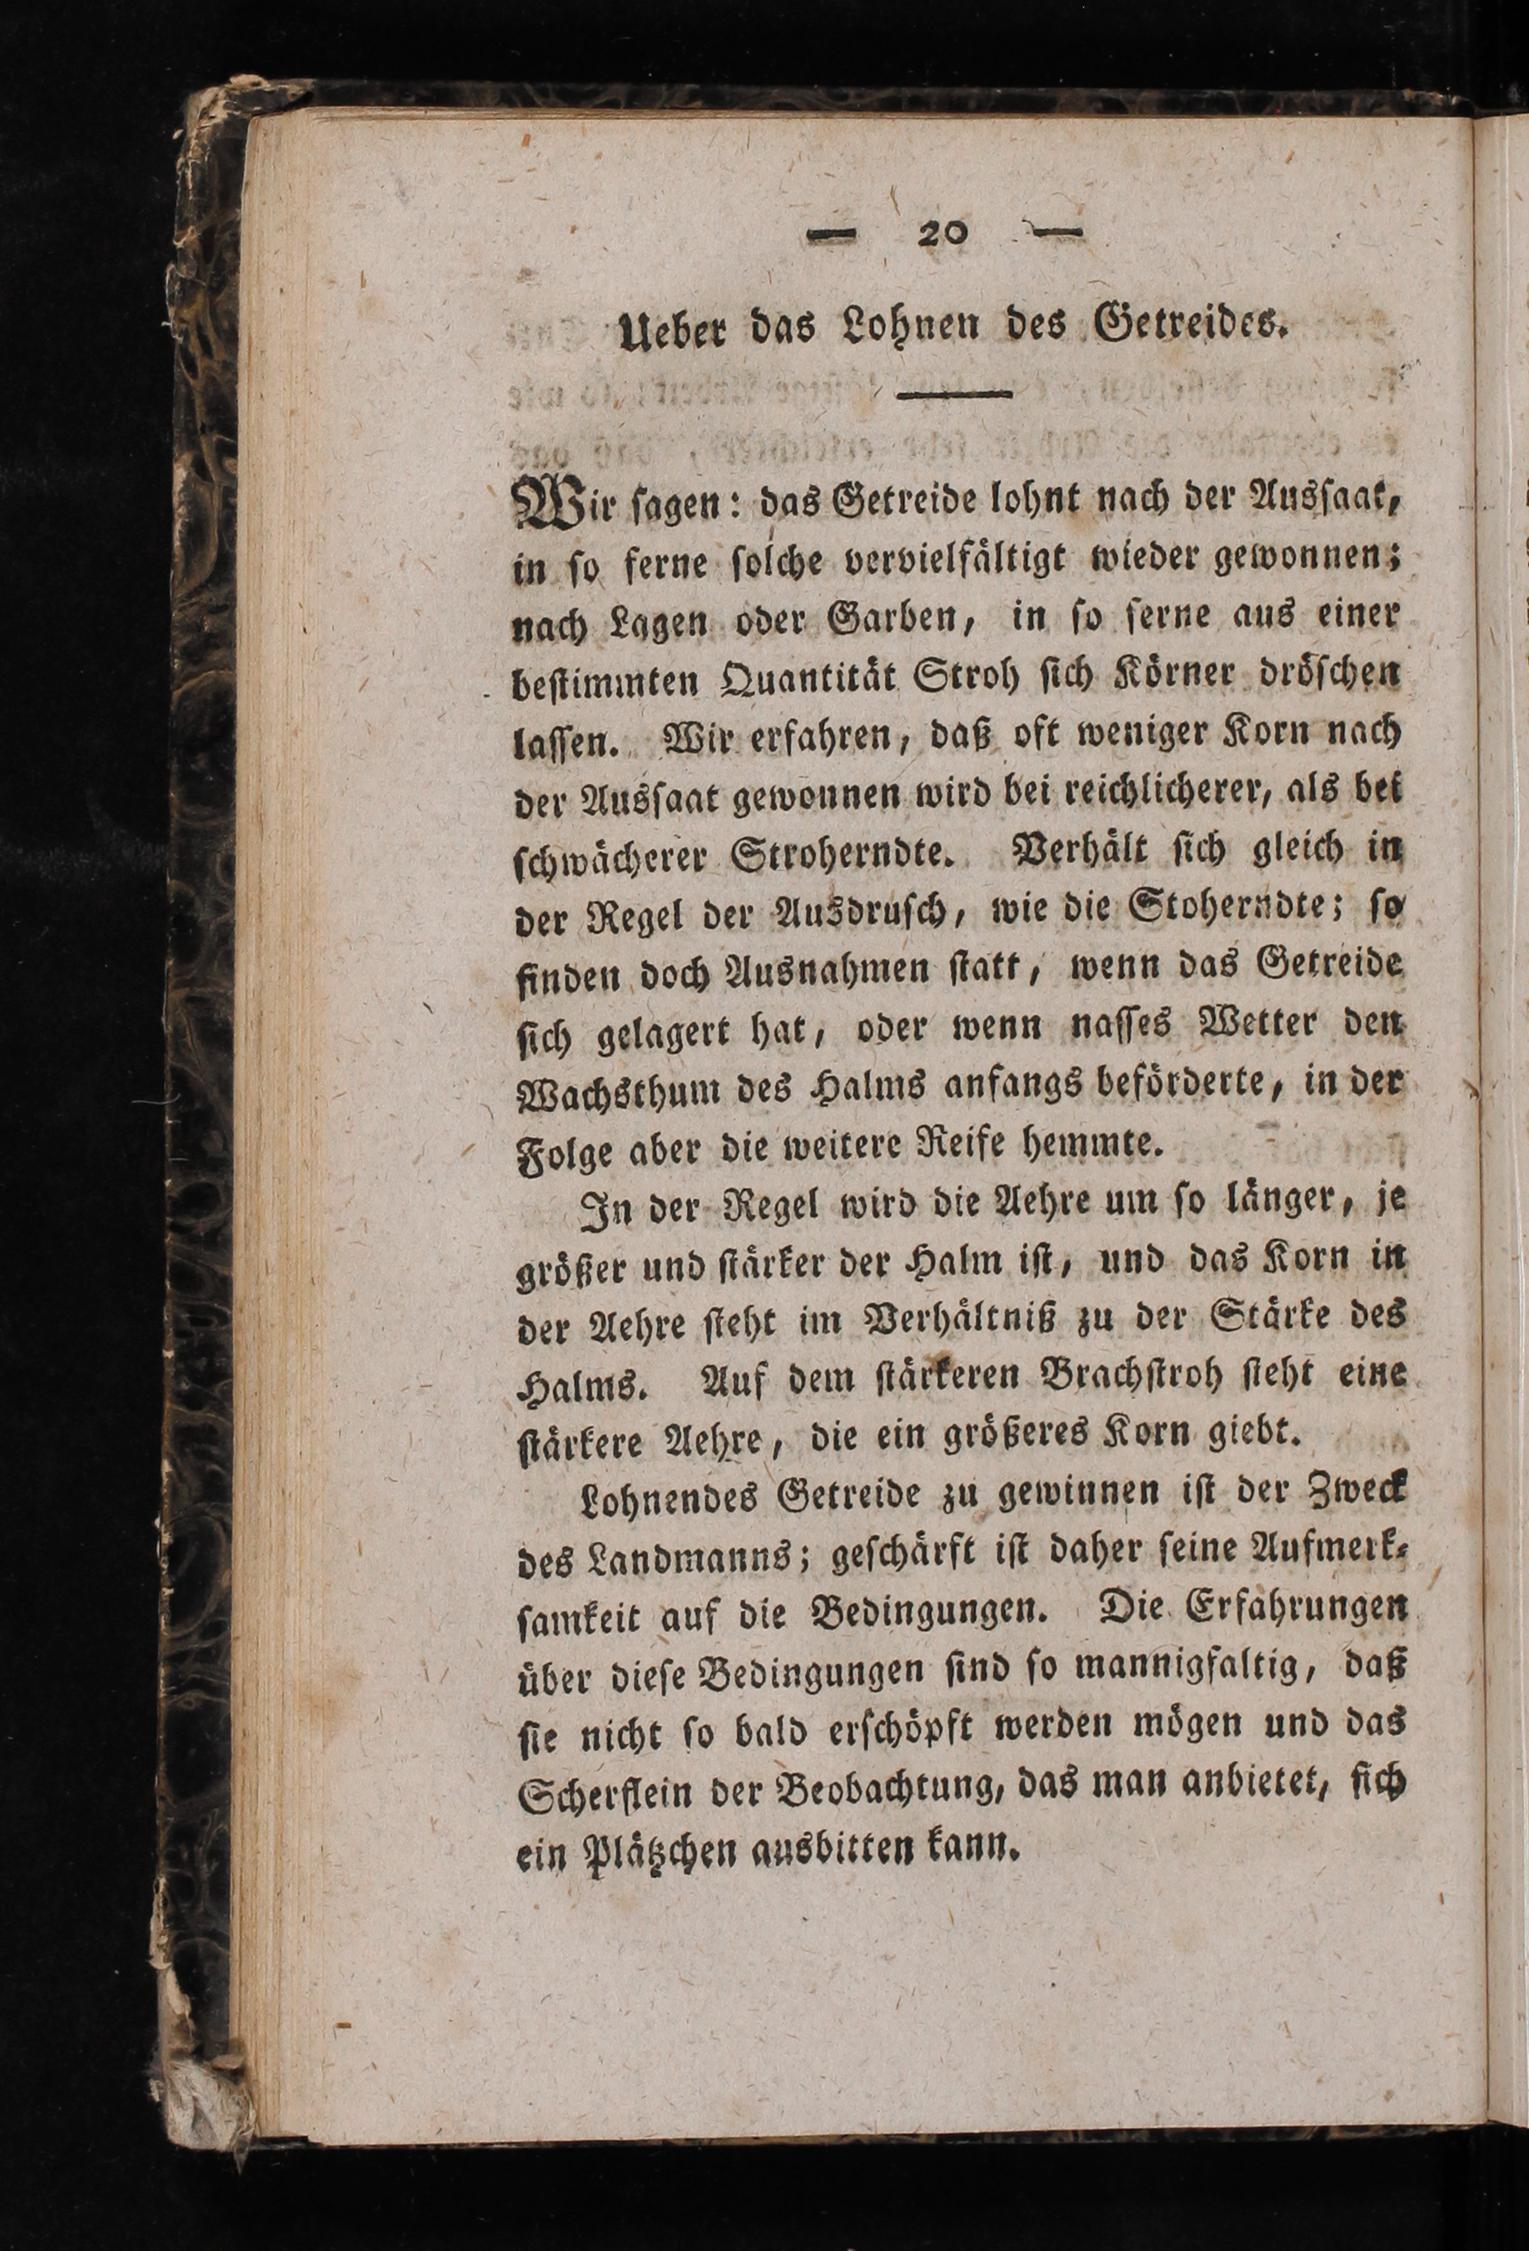 — 20 —
Ueber das Lohnen des Getreides.
Wir ſagen: das Getreide lohnt nach der Ausſaat,
in ſo ferne ſolche vervielfältigt wieder gewonnen;
nach Lagen oder Garben, in ſo ſerne aus einer
beſtimmten Quantität Stroh ſich Körner dröſchen
laſſen. Wir erfahren, daß oft weniger Korn nach
der Ausſaat gewonnen wird bei reichlicherer, als bei
ſchwächerer Stroherndte. Verhält ſich gleich in
der Regel der Ausdruſch, wie die Stoherndte; ſo
finden doch Ausnahmen ſtatt, wenn das Getreide
ſich gelagert hat, oder wenn naſſes Wetter den
Wachsthum des Halms anfangs beförderte, in der
Folge aber die weitere Reife hemmte.
In der Regel wird die Aehre um ſo länger, je
größer und ſtärker der Halm iſt, und das Korn in
der Aehre ſteht im Verhältniß zu der Stärke des
Halms. Auf dem ſtärkeren Brachſtroh ſteht eine
ſtärkere Aehre, die ein größeres Korn giebt.
Lohnendes Getreide zu gewinnen iſt der Zweck
des Landmanns; geſchärft iſt daher ſeine Aufmerk⸗
ſamkeit auf die Bedingungen. Die Erfahrungen
über dieſe Bedingungen ſind ſo mannigfaltig, daß
ſie nicht ſo bald erſchöpft werden mögen und das
Scherflein der Beobachtung, das man anbietet, ſich
ein Plätzchen ausbitten kann.